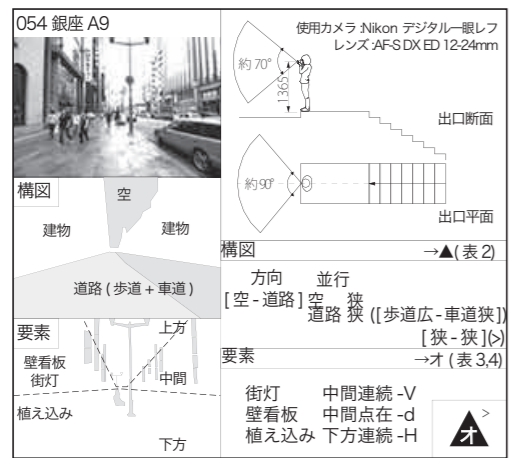 054 銀座 A9
使用カメラ:Nikon デジタル一眼レフ
レンズ:AF-S DX ED 12-24mm
約70°
1365
出口断面
約90°
出口平面
構図
空
建物
建物
道路 ( 歩道 + 車道 )
要素
上方
壁看板
街灯
中間
植え込み
下方
構図
→▲( 表 2)
方向
並行
[ 空 - 道路 ] 空 狭
道路 狭 ([歩道広 - 車道狭])
[ 狭 - 狭 ](>)
要素
→オ ( 表 3,4)
街灯 中間連続 -V
壁看板 中間点在 -d
植え込み 下方連続 -H
オ
>